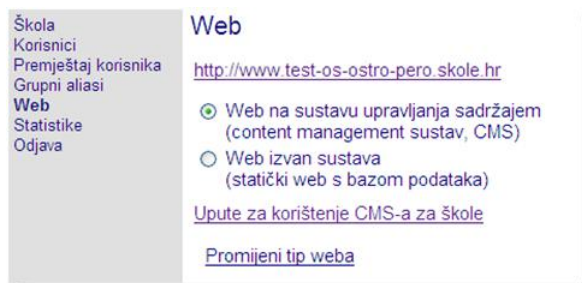 Škola
Korisnici
Premještaj korisnika
Grupni aliasi
Web
Statistike
Odjava
Web
http://www.test-os-ostro-pero.skole.hr
Web na sustavu upravljanja sadržajem
(content management sustav, CMS)
Web izvan sustava
(statički web s bazom podataka)
Upute za korištenje CMS-a za škole
Promijeni tip weba